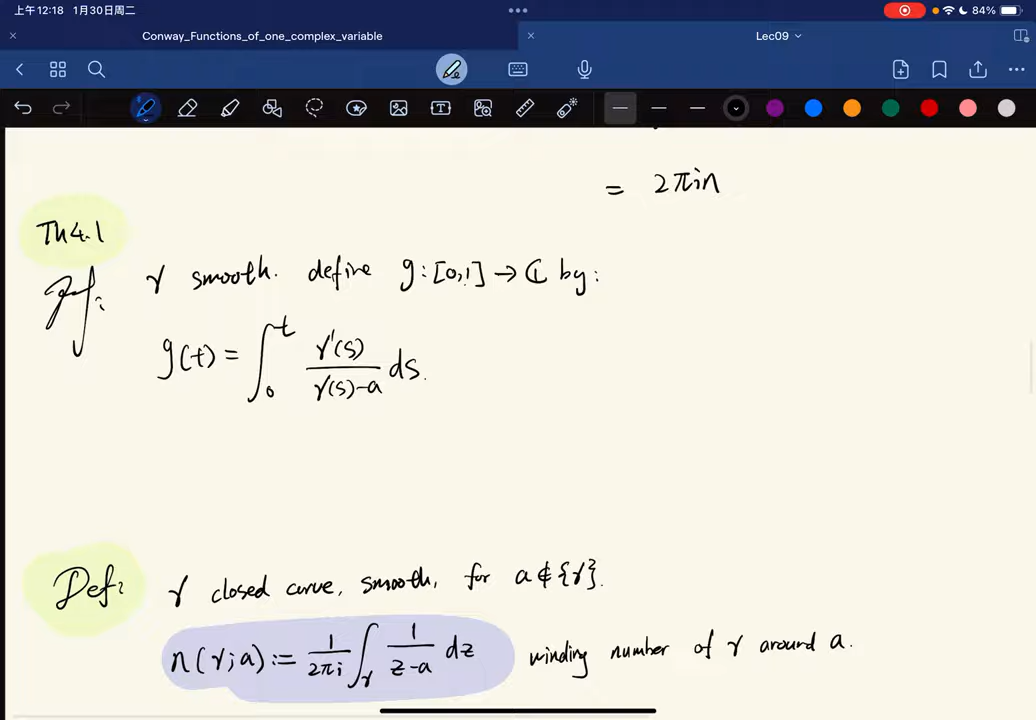 上午12:18 1月30日周二
84%
Conway_Functions_of_one_complex_variable
Lec09
= 2πin
Th4.1
pf: γ smooth. define g:[0,1]→ℂ by:
g(t) = ∫₀ᵗ γ'(s)/(γ(s)-a) ds.
Def: γ closed curve, smooth, for a∉{γ}.
n(γ;a) := 1/2πi ∫_γ 1/(z-a) dz winding number of γ around a.